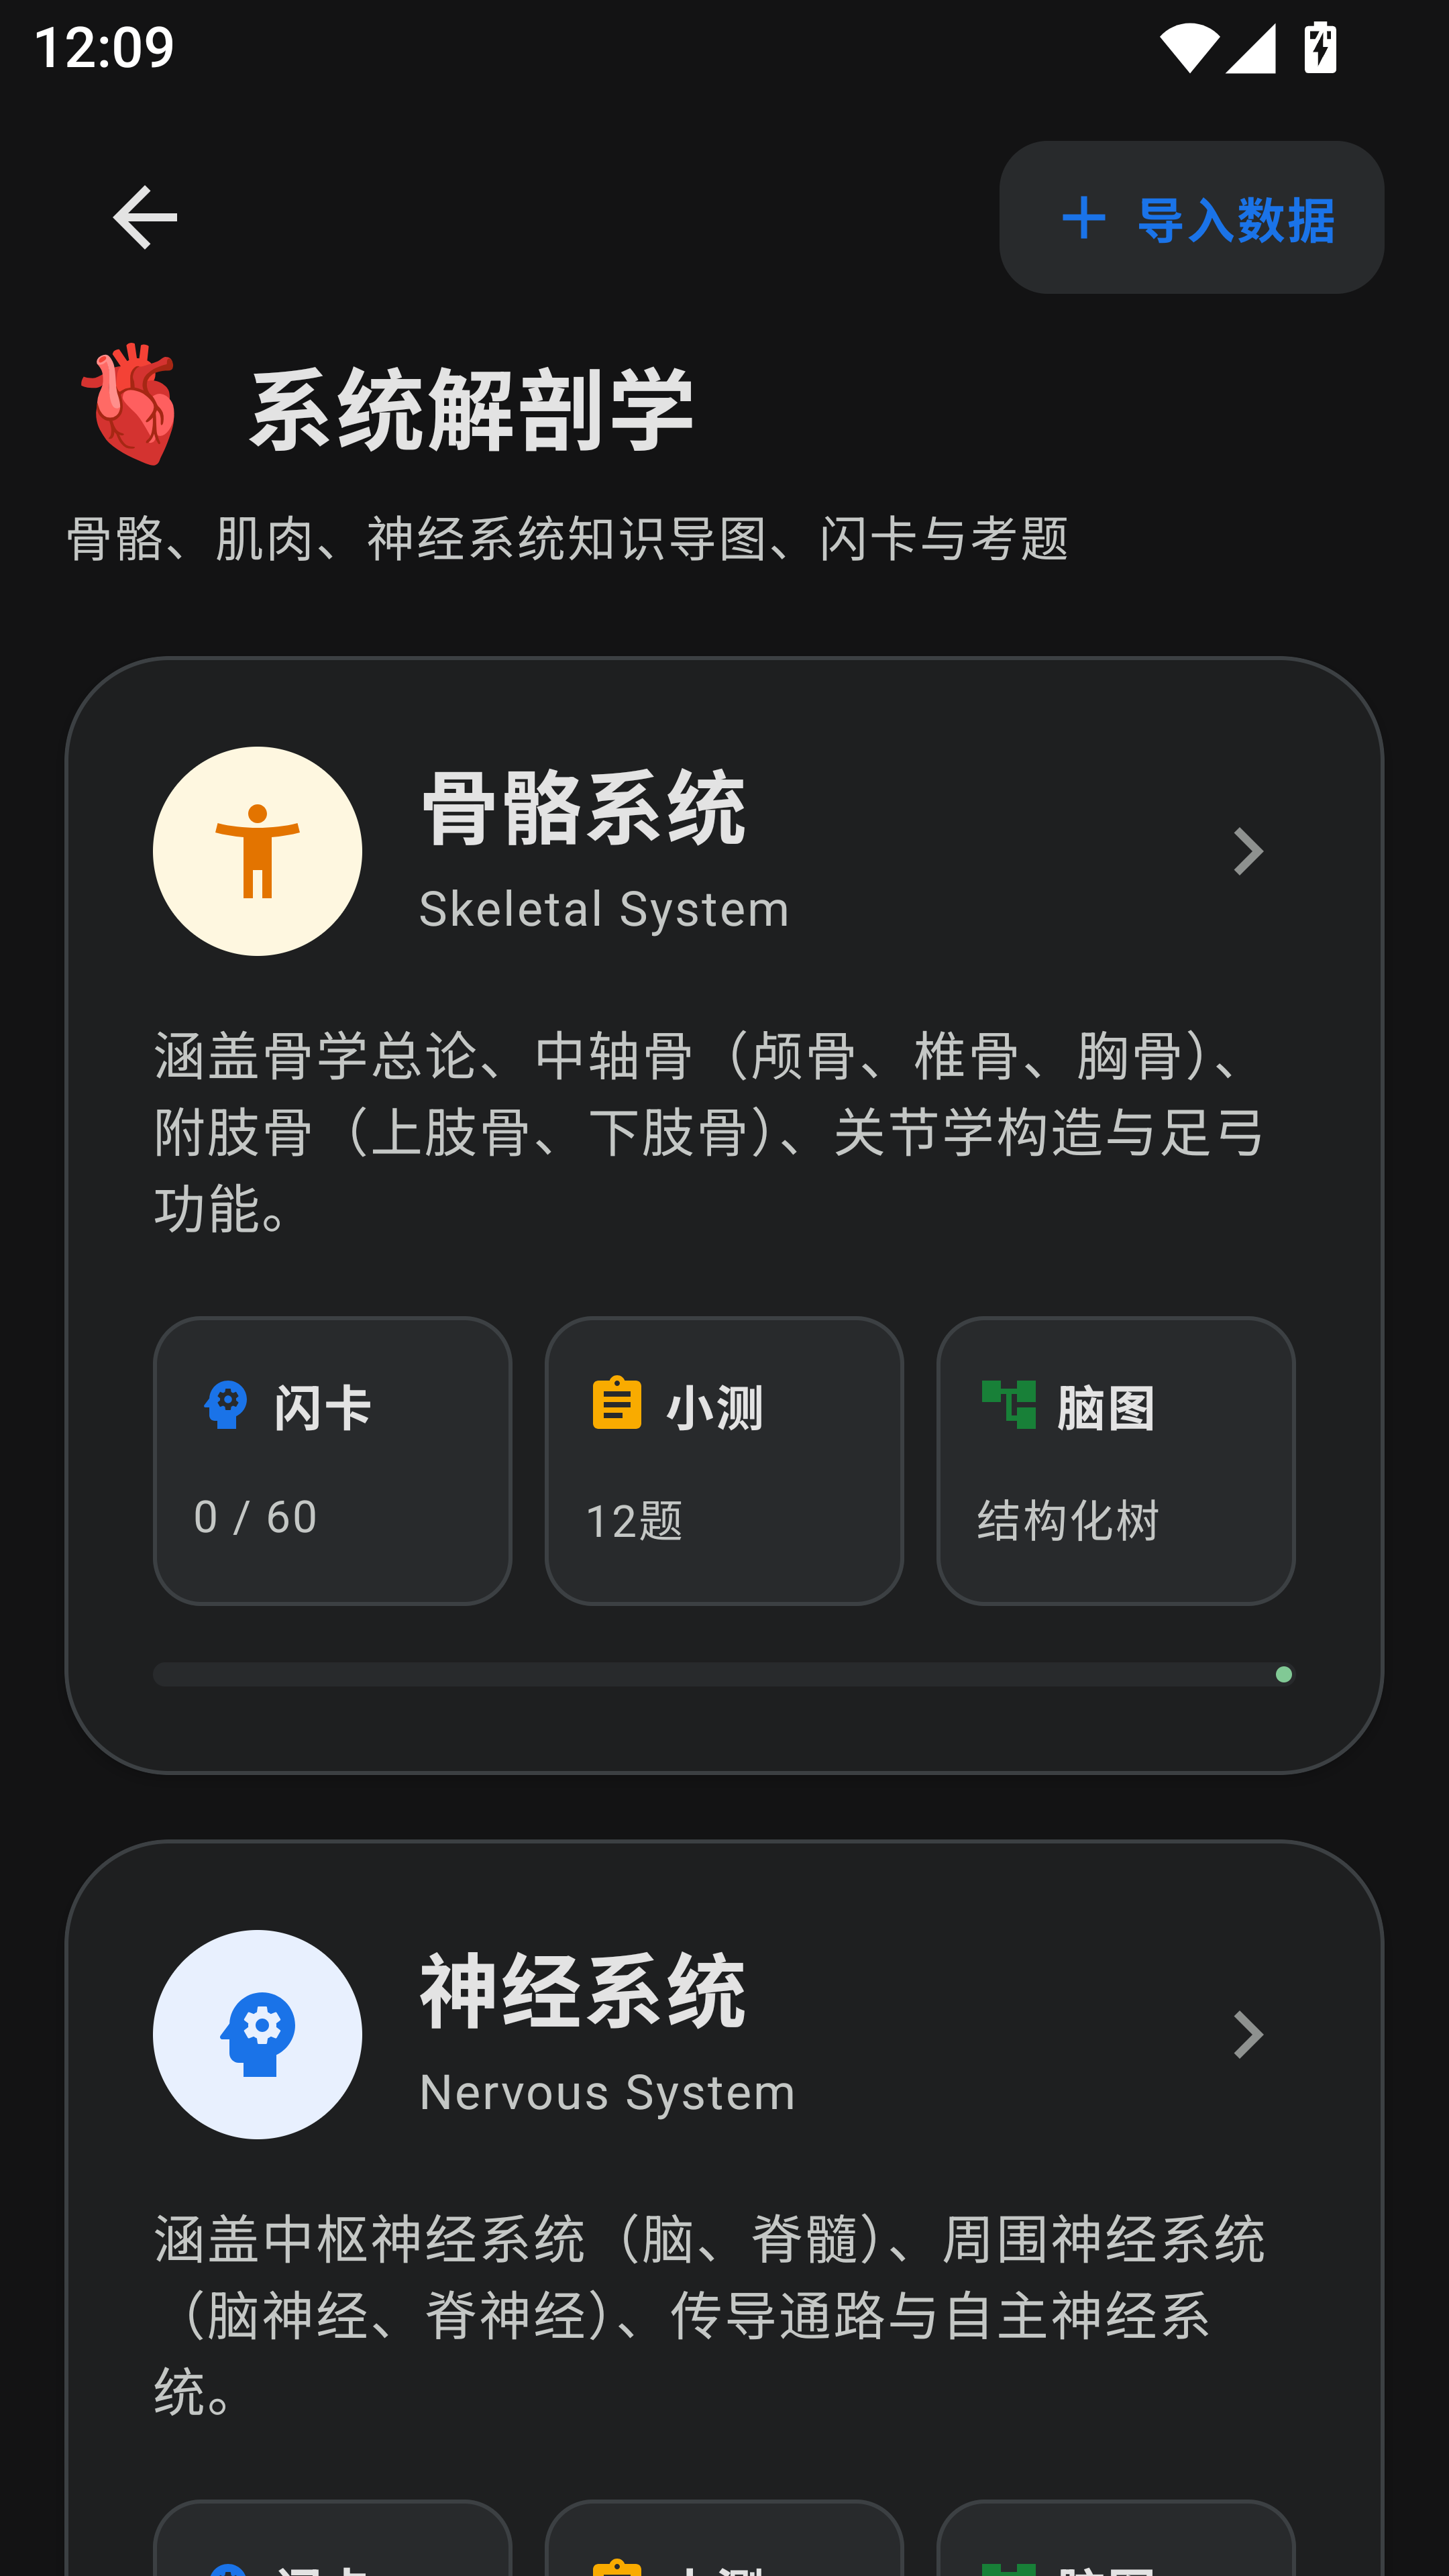 12:09
导入数据
系统解剖学
骨骼、肌肉、神经系统知识导图、闪卡与考题
骨骼系统
Skeletal System
涵盖骨学总论、中轴骨（颅骨、椎骨、胸骨）、
附肢骨（上肢骨、下肢骨）、关节学构造与足弓
功能。
闪卡
小测
脑图
0 / 60
12题
结构化树
神经系统
Nervous System
涵盖中枢神经系统（脑、脊髓）、周围神经系统
（脑神经、脊神经）、传导通路与自主神经系
统。
闪卡
小测
脑图